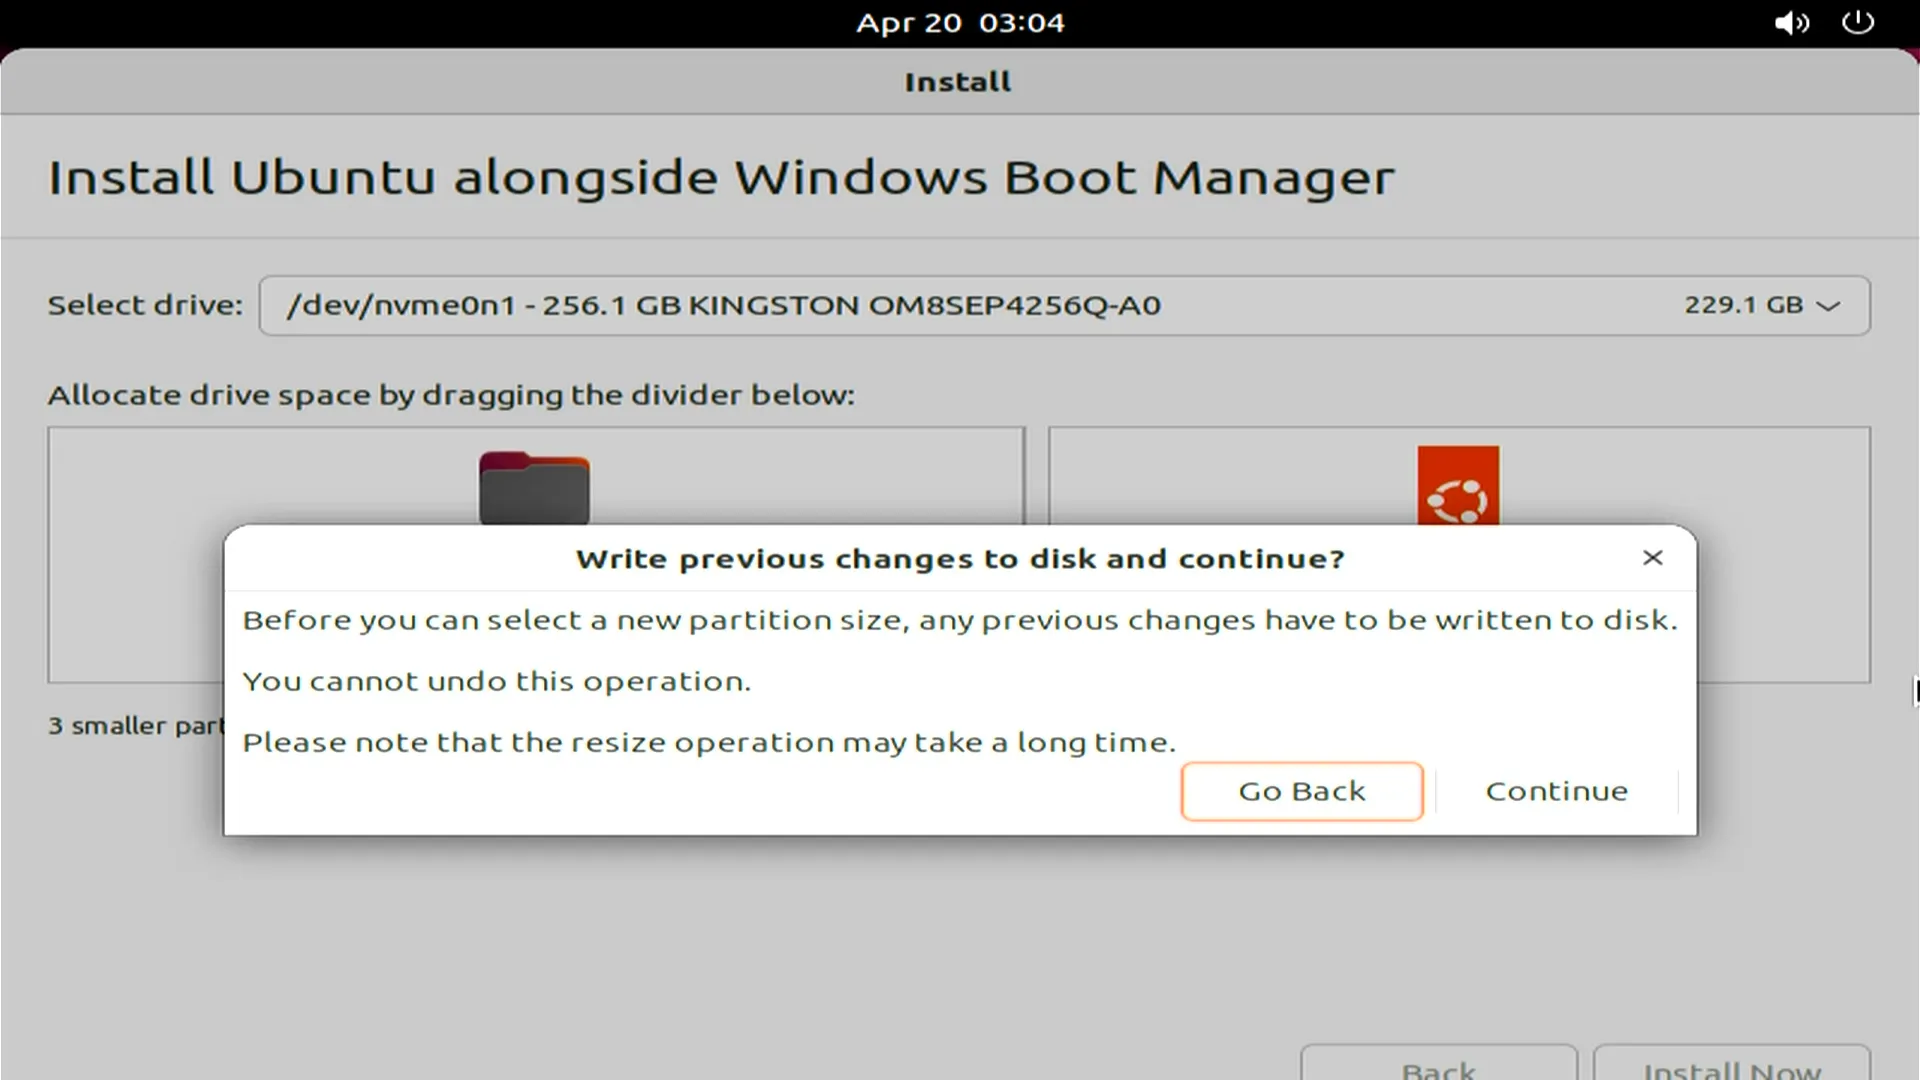 Apr 20 03:04
Install
Install Ubuntu alongside Windows Boot Manager
Select drive: /dev/nvme0n1 - 256.1 GB KINGSTON OM8SEP4256Q-A0 229.1 GB
Allocate drive space by dragging the divider below:
Write previous changes to disk and continue?
Before you can select a new partition size, any previous changes have to be written to disk.
You cannot undo this operation.
3 smaller part
Please note that the resize operation may take a long time.
Go Back Continue
Back Install Now